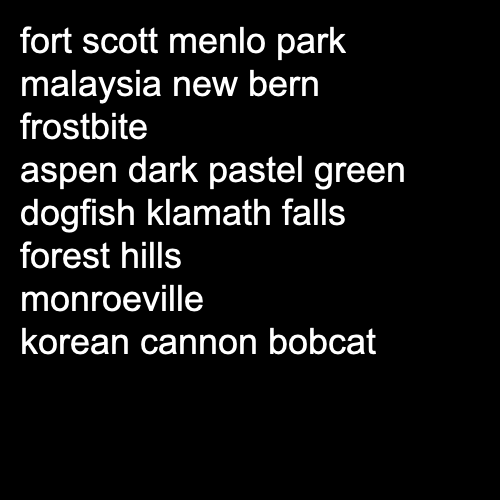 fort scott menlo park
malaysia new bern
frostbite
aspen dark pastel green
dogfish klamath falls
forest hills
monroeville
korean cannon bobcat